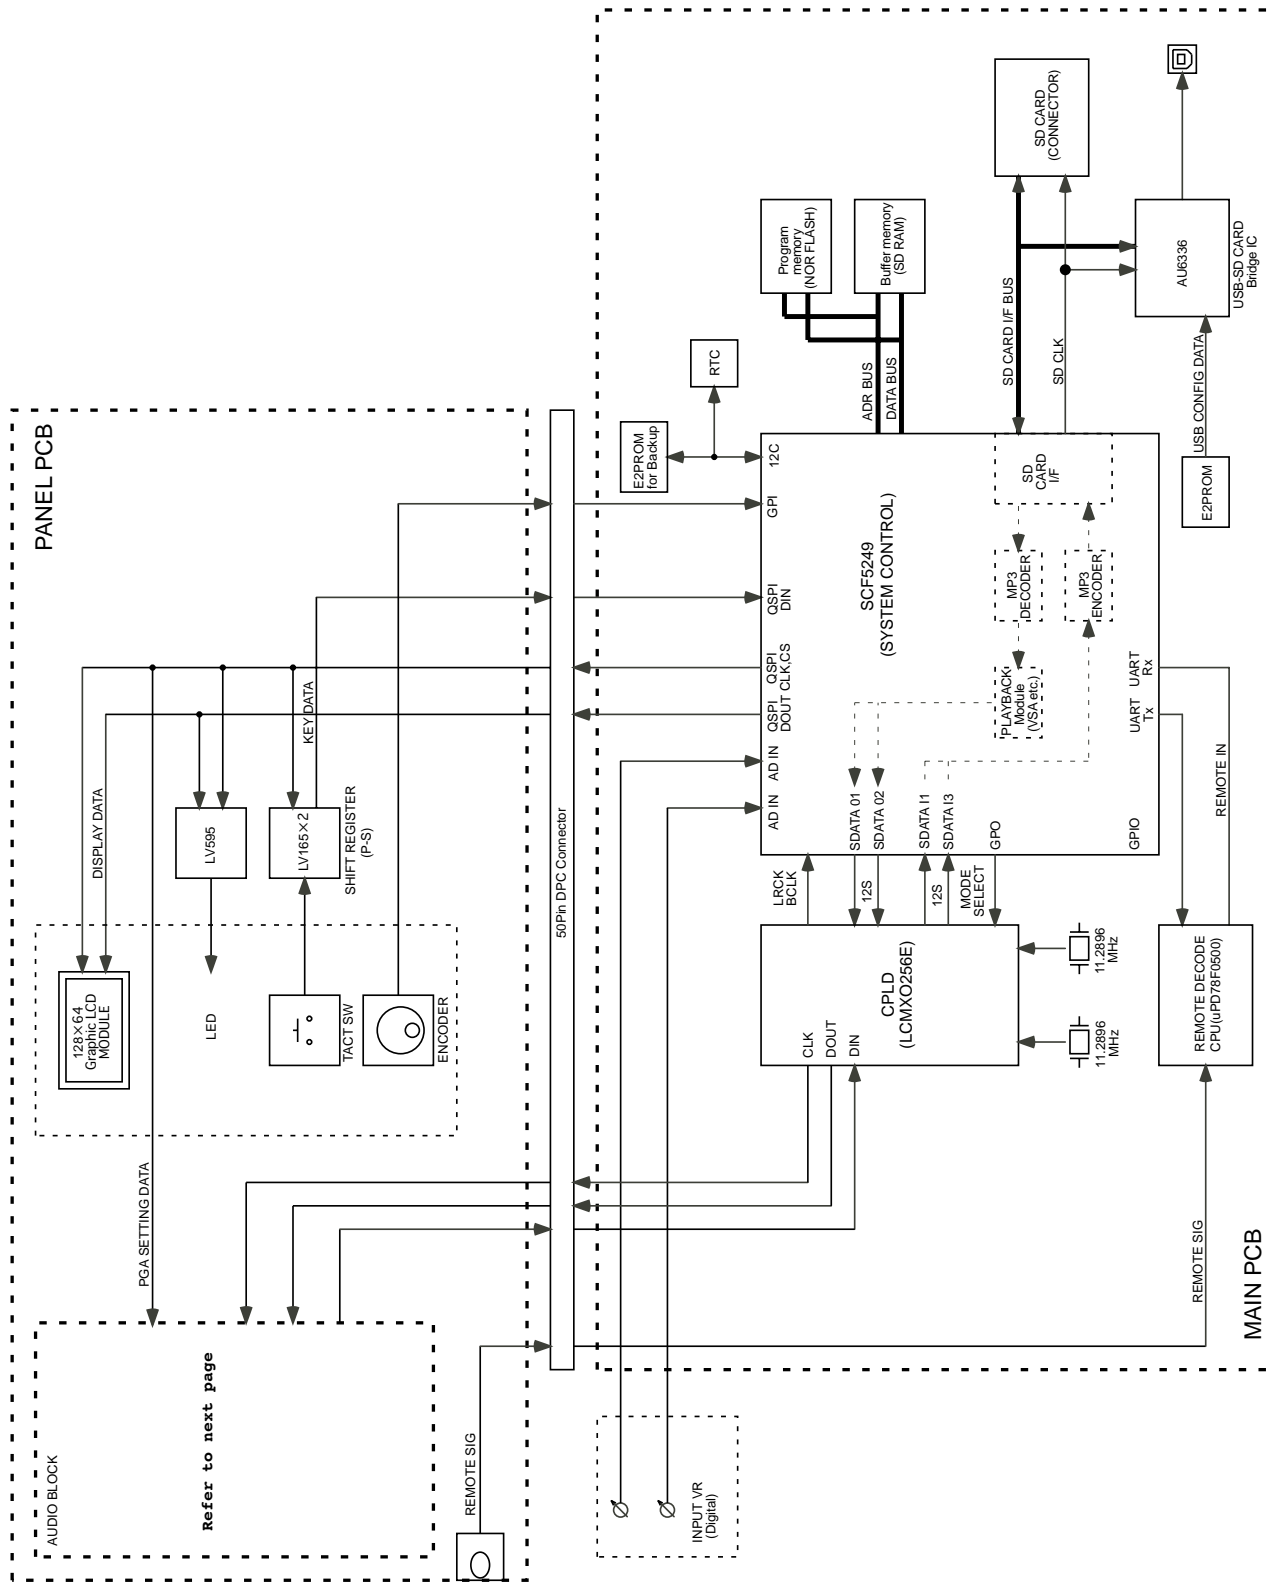 PANEL PCB
AUDIO BLOCK
Refer to next page
REMOTE SIG
PGA SETTING DATA
128×64
Graphic LCD
MODULE
DISPLAY DATA
LED
LV595
TACT SW
LV165×2
SHIFT REGISTER
(P-S)
KEY DATA
ENCODER
50Pin DPC Connector
MAIN PCB
INPUT VR
(Digital)
E2PROM
for Backup
RTC
Program
memory
(NOR FLASH)
Buffer memory
(SD RAM)
ADR BUS
DATA BUS
AD IN
AD IN
QSPI
DOUT
QSPI
CLK,CS
QSPI
DIN
GPI
12C
SCF5249
(SYSTEM CONTROL)
LRCK
BCLK
SDATA 01
SDATA 02
12S
SDATA I1
SDATA I3
12S
GPO
MODE
SELECT
GPIO
PLAYBACK
Module
(VSA etc.)
MP3
DECODER
MP3
ENCODER
SD
CARD
I/F
UART
Tx
UART
Rx
CPLD
(LCMXO256E)
CLK
DOUT
DIN
11.2896
MHz
11.2896
MHz
REMOTE DECODE
CPU(uPD78F0500)
REMOTE IN
REMOTE SIG
SD CARD I/F BUS
SD CLK
SD CARD
(CONNECTOR)
AU6336
USB-SD CARD
Bridge IC
USB CONFIG DATA
E2PROM